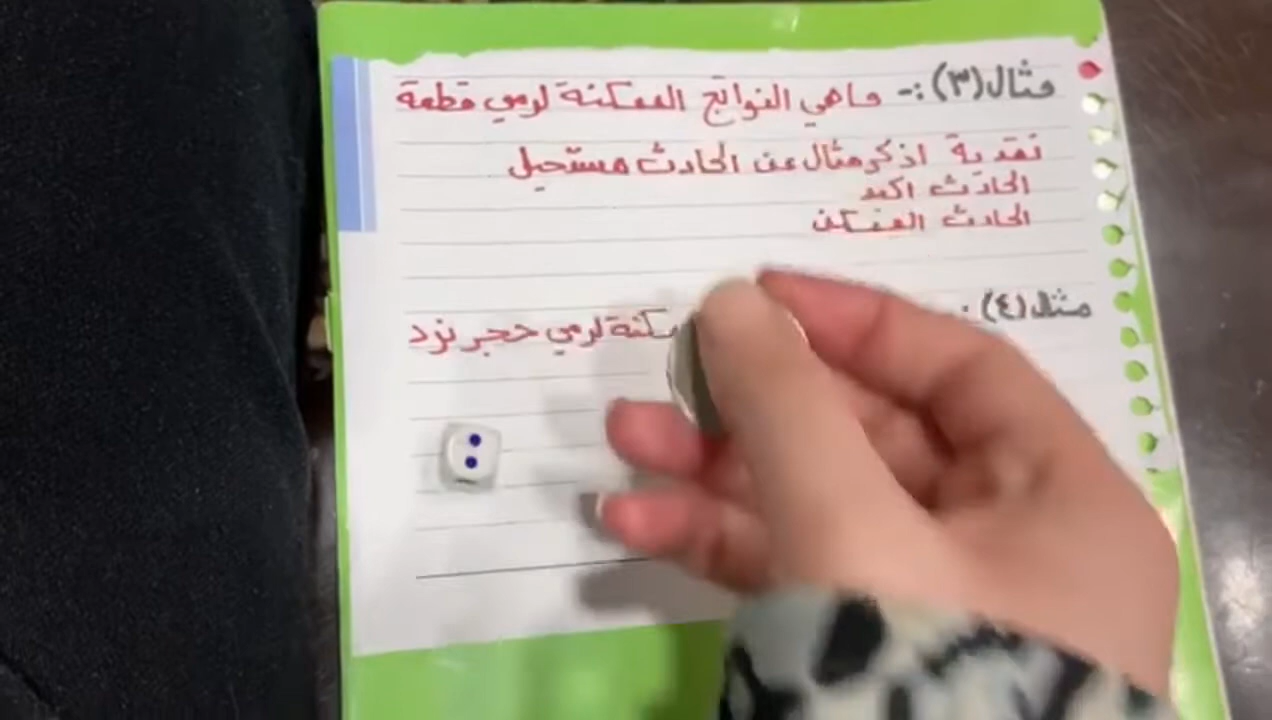 مثال(٣):- ماهي النواتج الممكنة لرمي قطعة
نقدية اذكر مثال عن الحادث مستحيل
الحادث اكيد
الحادث الممكن
مثال(٤):
لرمي حجر نرد